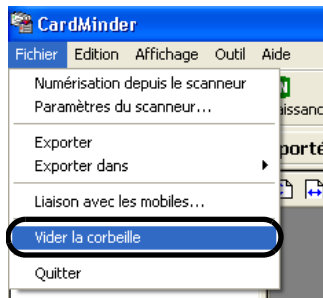 CardMinder
Fichier Edition Affichage Outil Aide
Numérisation depuis le scanneur
Paramètres du scanneur...
Exporter
Exporter dans
Liaison avec les mobiles...
Vider la corbeille
Quitter